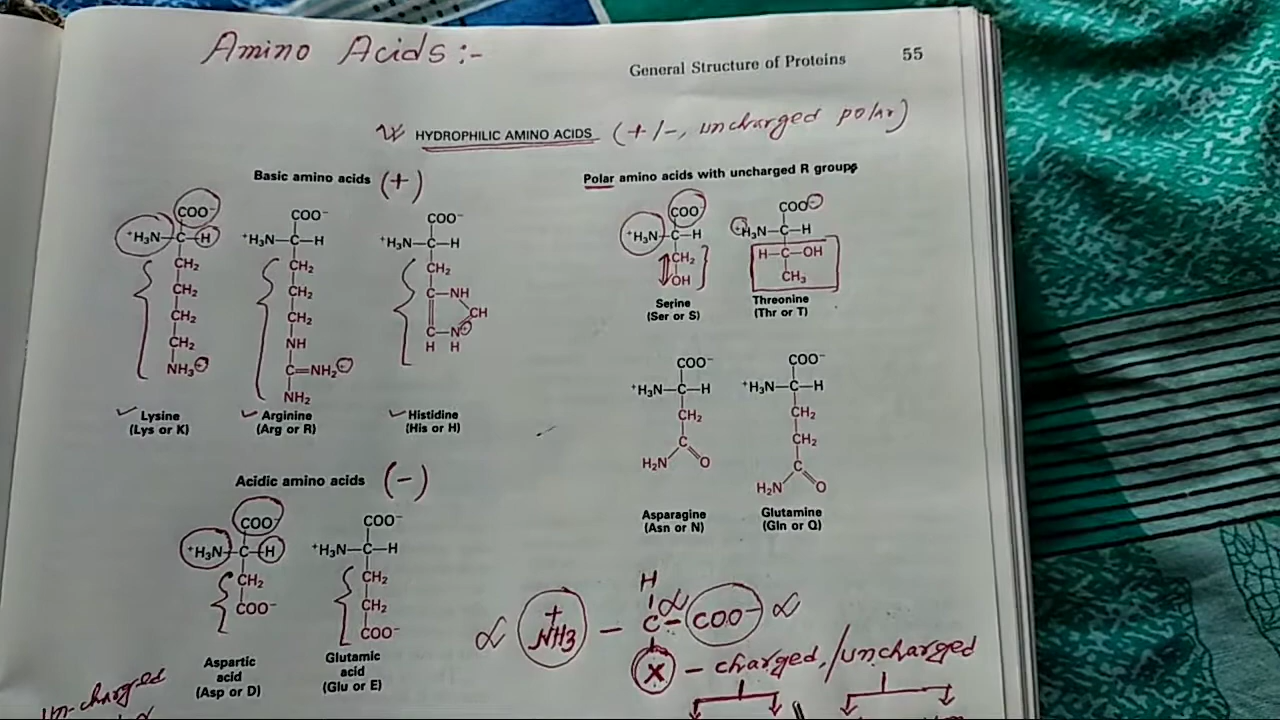 Amino Acids :-
General Structure of Proteins 55
HYDROPHILIC AMINO ACIDS (+/-, uncharged polar)
Basic amino acids (+)
Polar amino acids with uncharged R groups
COO⁻ COO⁻ COO⁻ COO COO⁻
⁺H₃N—C—H ⁺H₃N—C—H ⁺H₃N—C—H ⁺H₃N—C—H H₃N—C—H
CH₂ CH₂ CH₂ CH₂ H—C—OH
CH₂ CH₂ C—NH OH CH₃
CH₂ CH₂ CH
CH₂ NH C—N
NH₃ C=NH₂ H H
NH₂
Serine Threonine
(Ser or S) (Thr or T)
Lysine Arginine Histidine
(Lys or K) (Arg or R) (His or H)
COO⁻ COO⁻
⁺H₃N—C—H ⁺H₃N—C—H
CH₂ CH₂
C CH₂
H₂N O C
H₂N O
Asparagine Glutamine
(Asn or N) (Gln or Q)
Acidic amino acids (-)
COO⁻ COO⁻
⁺H₃N—C—H ⁺H₃N—C—H
CH₂ CH₂
COO⁻ CH₂
COO⁻
Aspartic Glutamic
acid acid
(Asp or D) (Glu or E)
H
α +NH3 — C — COO⁻ α
α
X - charged/uncharged
un-charged